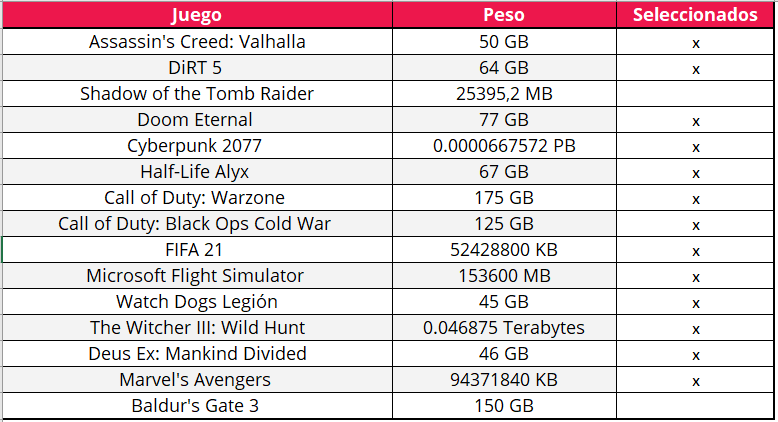 Juego Peso Seleccionados
Assassin's Creed: Valhalla 50 GB x
DiRT 5 64 GB x
Shadow of the Tomb Raider 25395,2 MB
Doom Eternal 77 GB x
Cyberpunk 2077 0.0000667572 PB x
Half-Life Alyx 67 GB x
Call of Duty: Warzone 175 GB x
Call of Duty: Black Ops Cold War 125 GB x
FIFA 21 52428800 KB x
Microsoft Flight Simulator 153600 MB x
Watch Dogs Legión 45 GB x
The Witcher III: Wild Hunt 0.046875 Terabytes x
Deus Ex: Mankind Divided 46 GB x
Marvel's Avengers 94371840 KB x
Baldur's Gate 3 150 GB